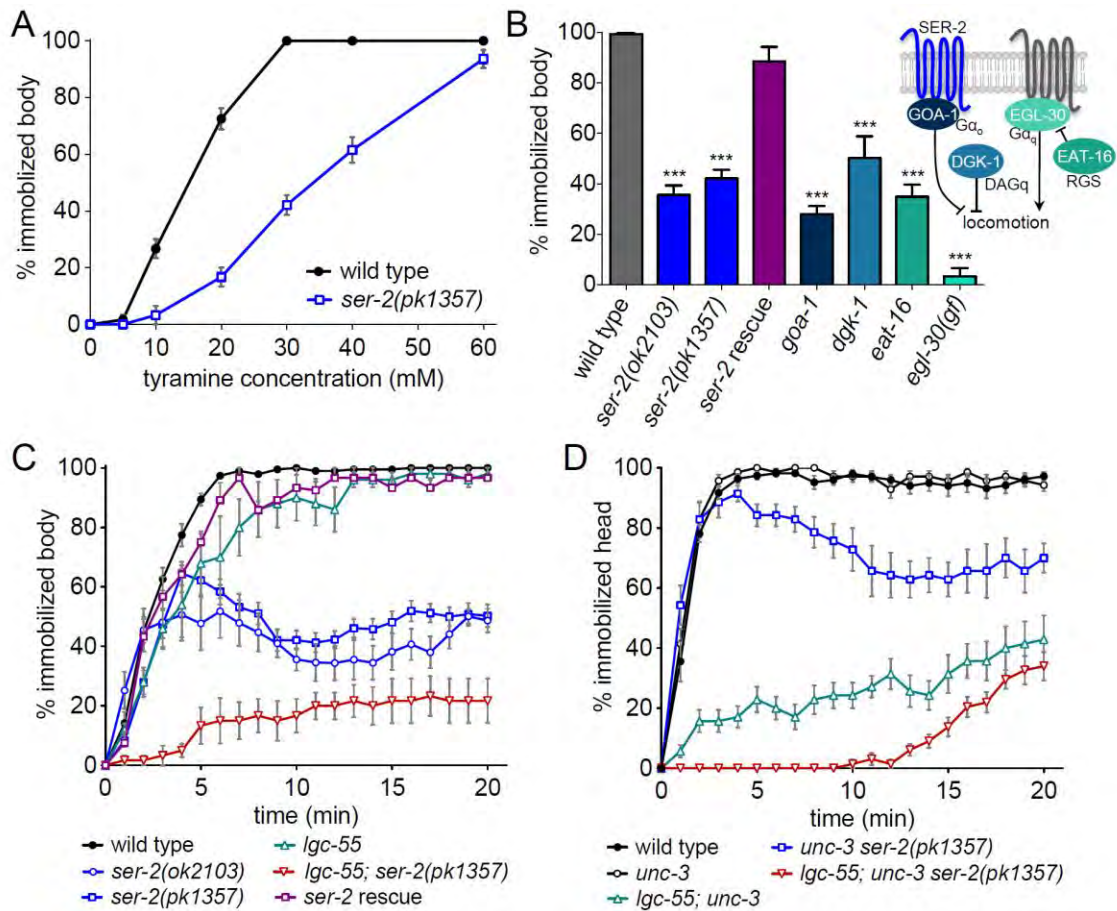 A
% immobilized body
100
80
60
40
20
0
0
10
20
30
40
50
60
tyramine concentration (mM)
wild type
ser-2(pk1357)
B
% immobilized body
100
80
60
40
20
0
***
***
***
***
***
***
wild type
ser-2(ok2103)
ser-2(pk1357)
ser-2 rescue
goa-1
dgk-1
eat-16
egl-30(gf)
SER-2
GOA-1
Gαo
EGL-30
Gαq
DGK-1
DAGq
EAT-16
RGS
locomotion
C
% immobilized body
100
80
60
40
20
0
0
5
10
15
20
time (min)
wild type
ser-2(ok2103)
ser-2(pk1357)
lgc-55
lgc-55; ser-2(pk1357)
ser-2 rescue
D
% immobilized head
100
80
60
40
20
0
0
5
10
15
20
time (min)
wild type
unc-3
lgc-55; unc-3
unc-3 ser-2(pk1357)
lgc-55; unc-3 ser-2(pk1357)